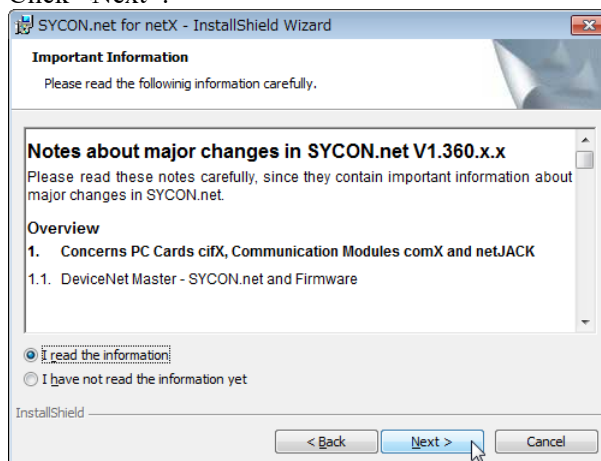 Click "Next".
SYCON.net for netX - InstallShield Wizard
Important Information
Please read the followinig information carefully.
Notes about major changes in SYCON.net V1.360.x.x
Please read these notes carefully, since they contain important information about
major changes in SYCON.net.
Overview
1. Concerns PC Cards cifX, Communication Modules comX and netJACK
1.1. DeviceNet Master - SYCON.net and Firmware
I read the information
I have not read the information yet
InstallShield
< Back
Next >
Cancel